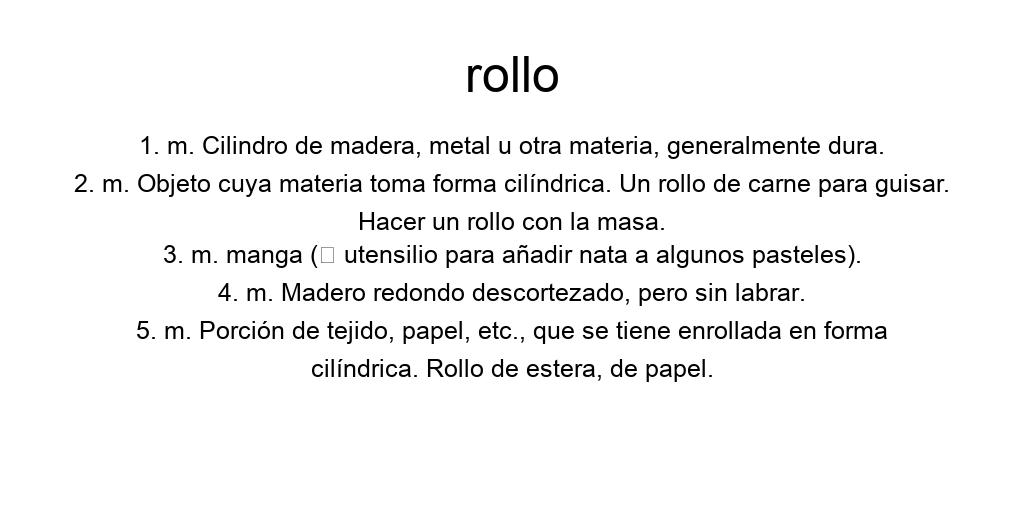 rollo
1. m. Cilindro de madera, metal u otra materia, generalmente dura.
2. m. Objeto cuya materia toma forma cilíndrica. Un rollo de carne para guisar.
Hacer un rollo con la masa.
3. m. manga (□ utensilio para añadir nata a algunos pasteles).
4. m. Madero redondo descortezado, pero sin labrar.
5. m. Porción de tejido, papel, etc., que se tiene enrollada en forma
cilíndrica. Rollo de estera, de papel.